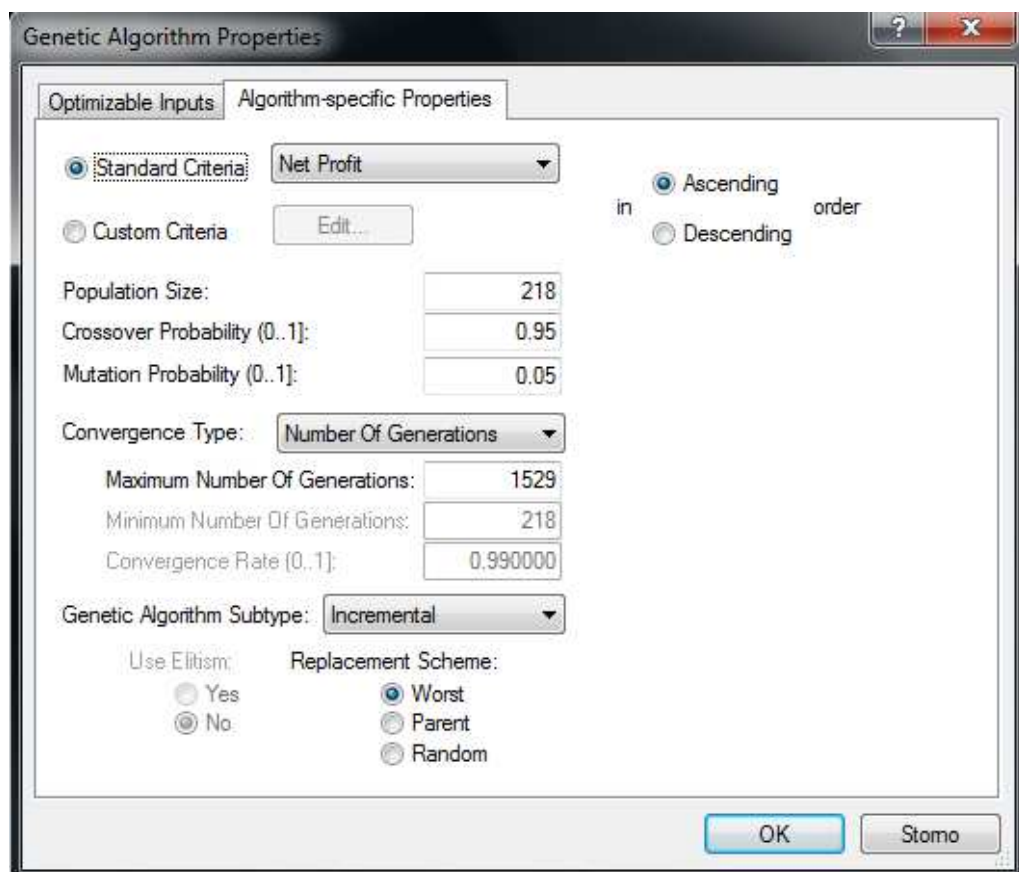 Genetic Algorithm Properties
?
X
Optimizable Inputs Algorithm-specific Properties
Standard Criteria Net Profit
in Ascending order
Custom Criteria Edit...
Descending
Population Size: 218
Crossover Probability (0..1]: 0.95
Mutation Probability (0..1]: 0.05
Convergence Type: Number Of Generations
Maximum Number Of Generations: 1529
Minimum Number Of Generations: 218
Convergence Rate (0..1]: 0.990000
Genetic Algorithm Subtype: Incremental
Use Elitism: Replacement Scheme:
Yes Worst
No Parent
Random
OK Storno